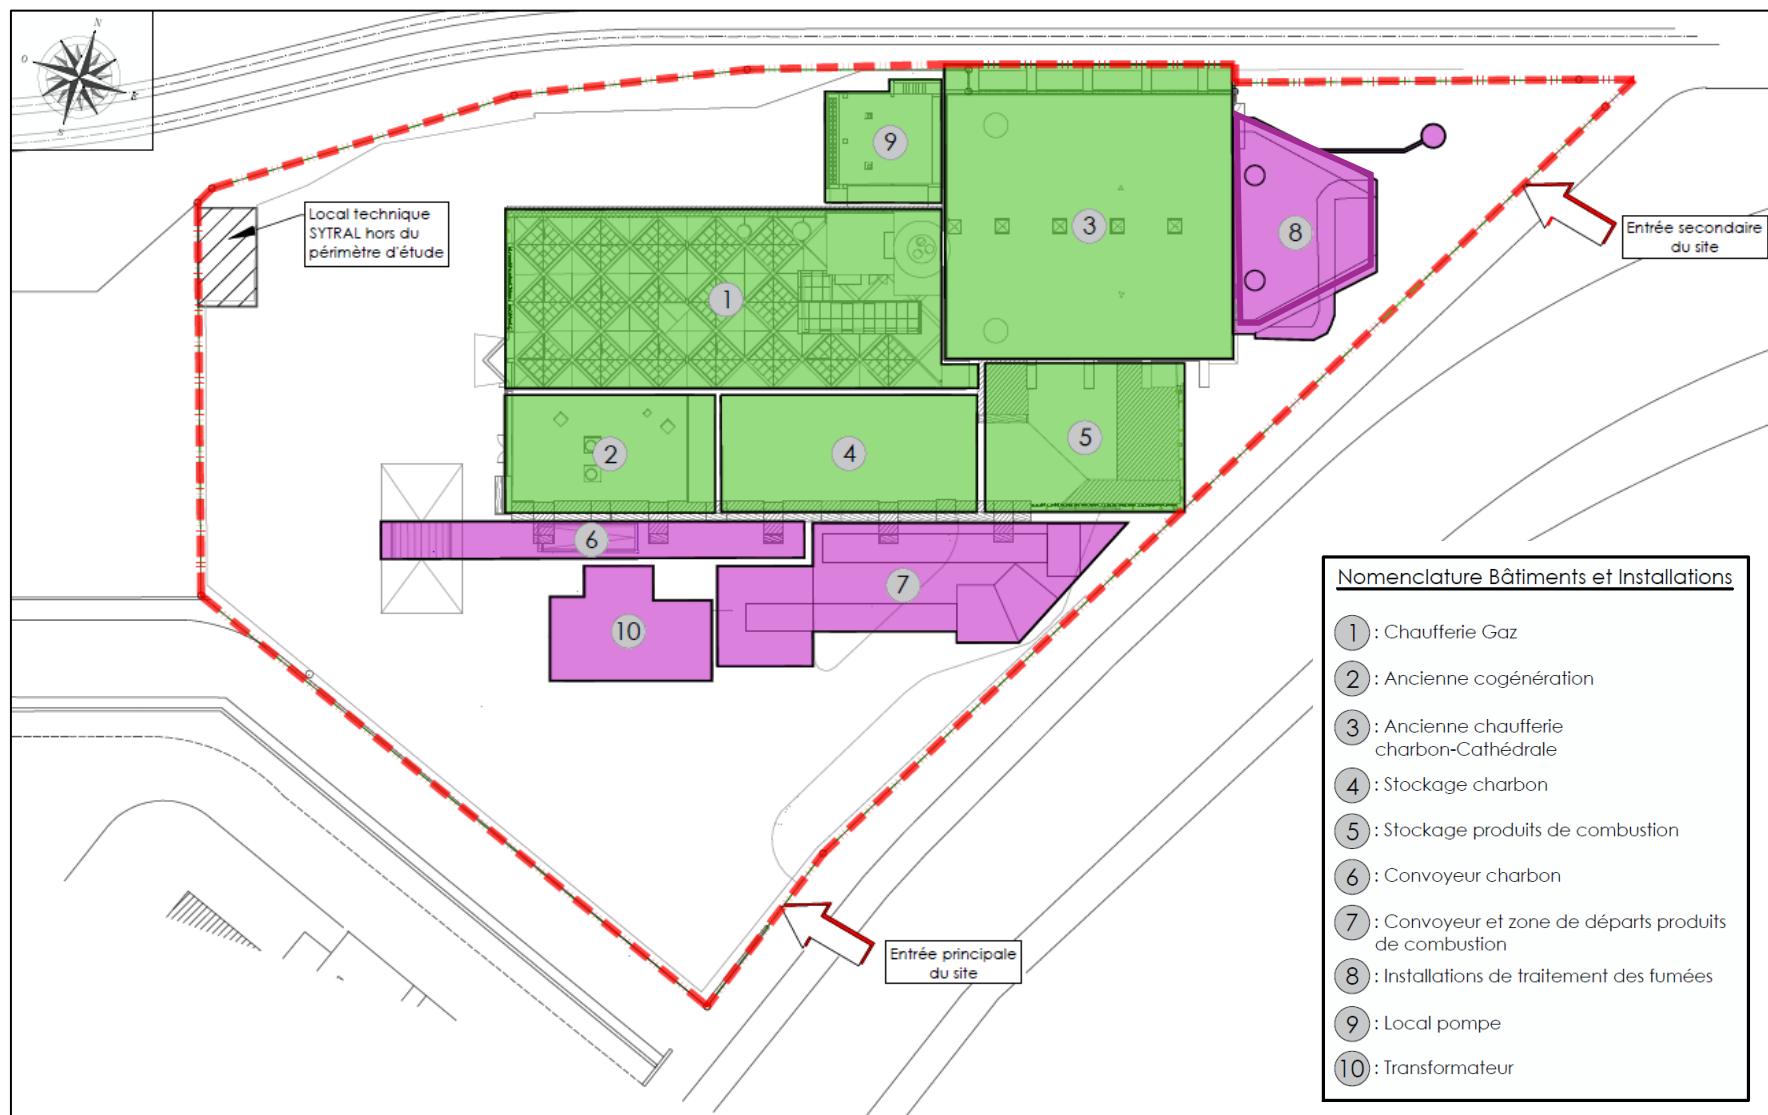 N
O
E
S
Local technique
SYTRAL hors du
périmètre d'étude
9
3
8
1
Entrée secondaire
du site
2
4
5
6
7
10
Entrée principale
du site
Nomenclature Bâtiments et Installations
1 : Chaufferie Gaz
2 : Ancienne cogénération
3 : Ancienne chaufferie
charbon-Cathédrale
4 : Stockage charbon
5 : Stockage produits de combustion
6 : Convoyeur charbon
7 : Convoyeur et zone de départs produits
de combustion
8 : Installations de traitement des fumées
9 : Local pompe
10 : Transformateur